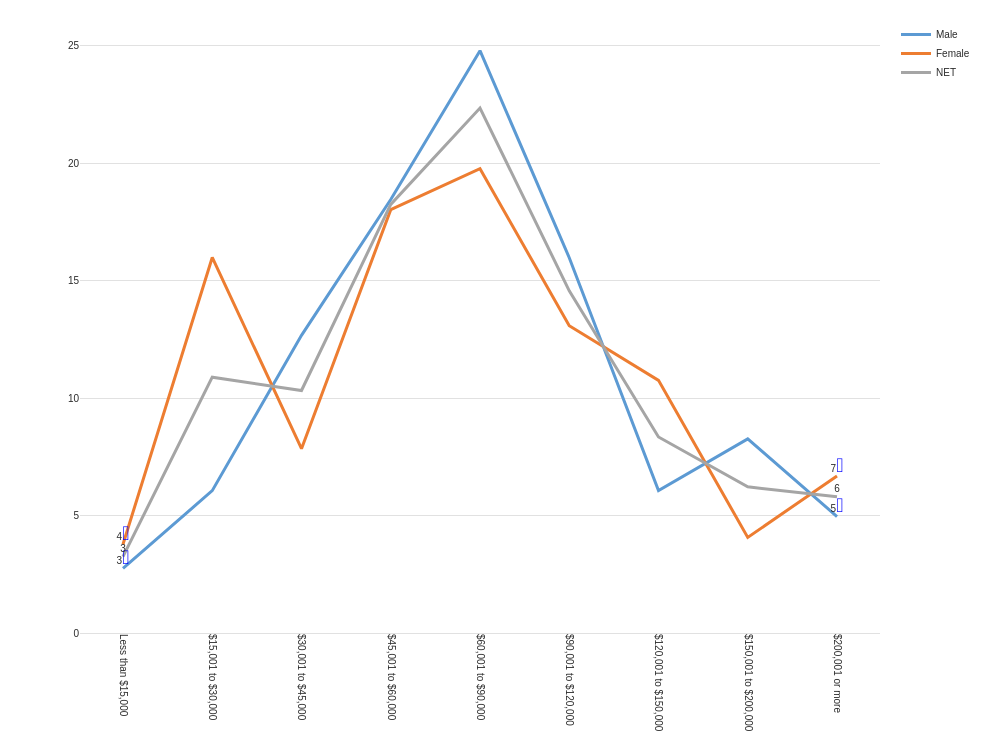 Male
Female
NET
25
20
15
10
5
0
4
3
3
7
6
5
Less than $15,000
$15,001 to $30,000
$30,001 to $45,000
$45,001 to $60,000
$60,001 to $90,000
$90,001 to $120,000
$120,001 to $150,000
$150,001 to $200,000
$200,001 or more